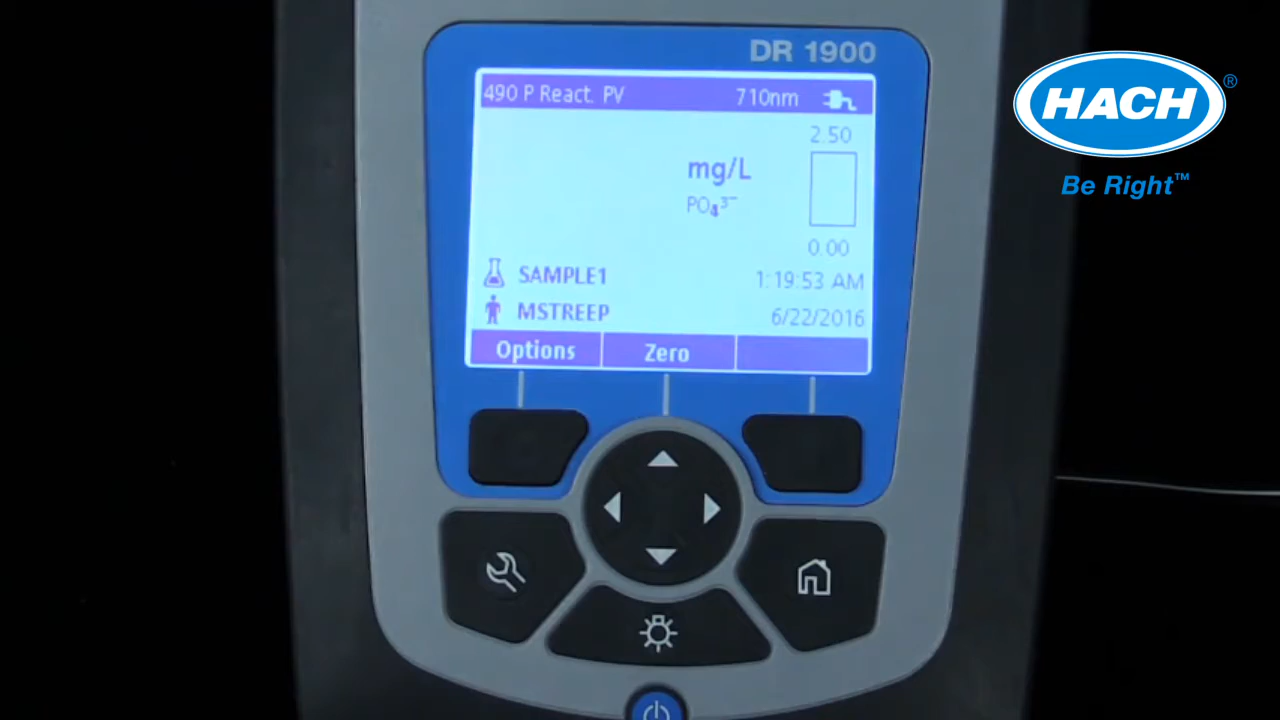 DR 1900
490 P React. PV 710nm
2.50
mg/L
PO₄³⁻
0.00
SAMPLE1 1:19:53 AM
MSTREEP 6/22/2016
Options Zero
HACH®
Be Right™